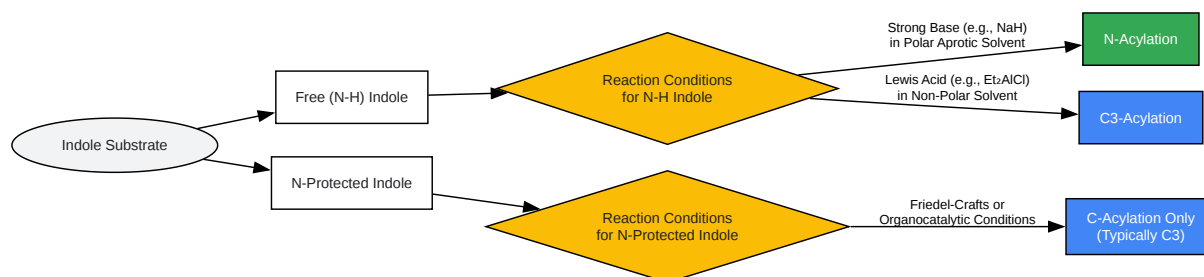 Indole Substrate
Free (N-H) Indole
N-Protected Indole
Reaction Conditions
for N-H Indole
Reaction Conditions
for N-Protected Indole
Strong Base (e.g., NaH)
in Polar Aprotic Solvent
Lewis Acid (e.g., Et₂AlCl)
in Non-Polar Solvent
Friedel-Crafts or
Organocatalytic Conditions
N-Acylation
C3-Acylation
C-Acylation Only
(Typically C3)